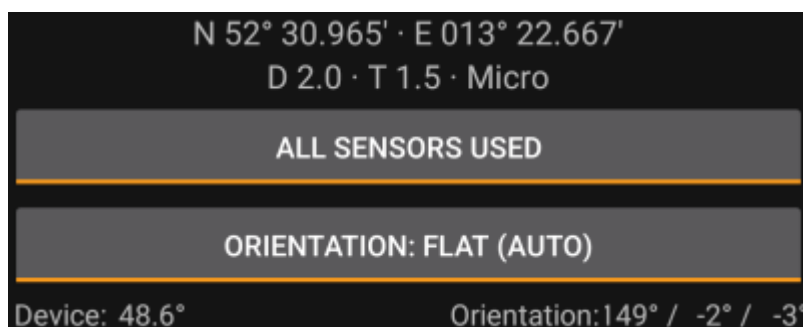 N 52° 30.965' · E 013° 22.667'
D 2.0 · T 1.5 · Micro
ALL SENSORS USED
ORIENTATION: FLAT (AUTO)
Device: 48.6° Orientation:149° / -2° / -3°